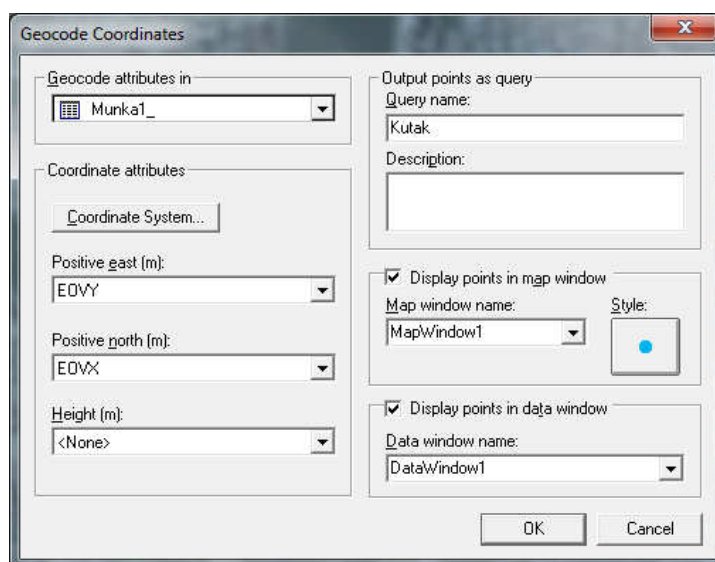 Geocode Coordinates
Geocode attributes in
Munka1_
Coordinate attributes
Coordinate System...
Positive east (m):
EOVY
Positive north (m):
EOVX
Height (m):
<None>
Output points as query
Query name:
Kutak
Description:
Display points in map window
Map window name:
MapWindow1
Style:
Display points in data window
Data window name:
DataWindow1
OK
Cancel